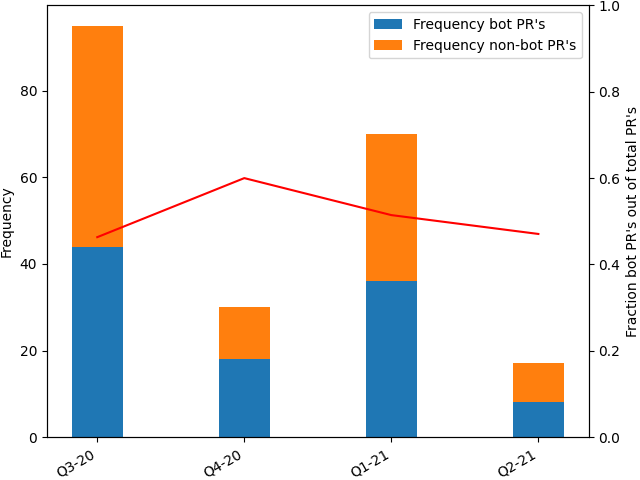 Frequency bot PR's
Frequency non-bot PR's
Frequency
0
20
40
60
80
0.0
0.2
0.4
0.6
0.8
1.0
Fraction bot PR's out of total PR's
Q3-20
Q4-20
Q1-21
Q2-21